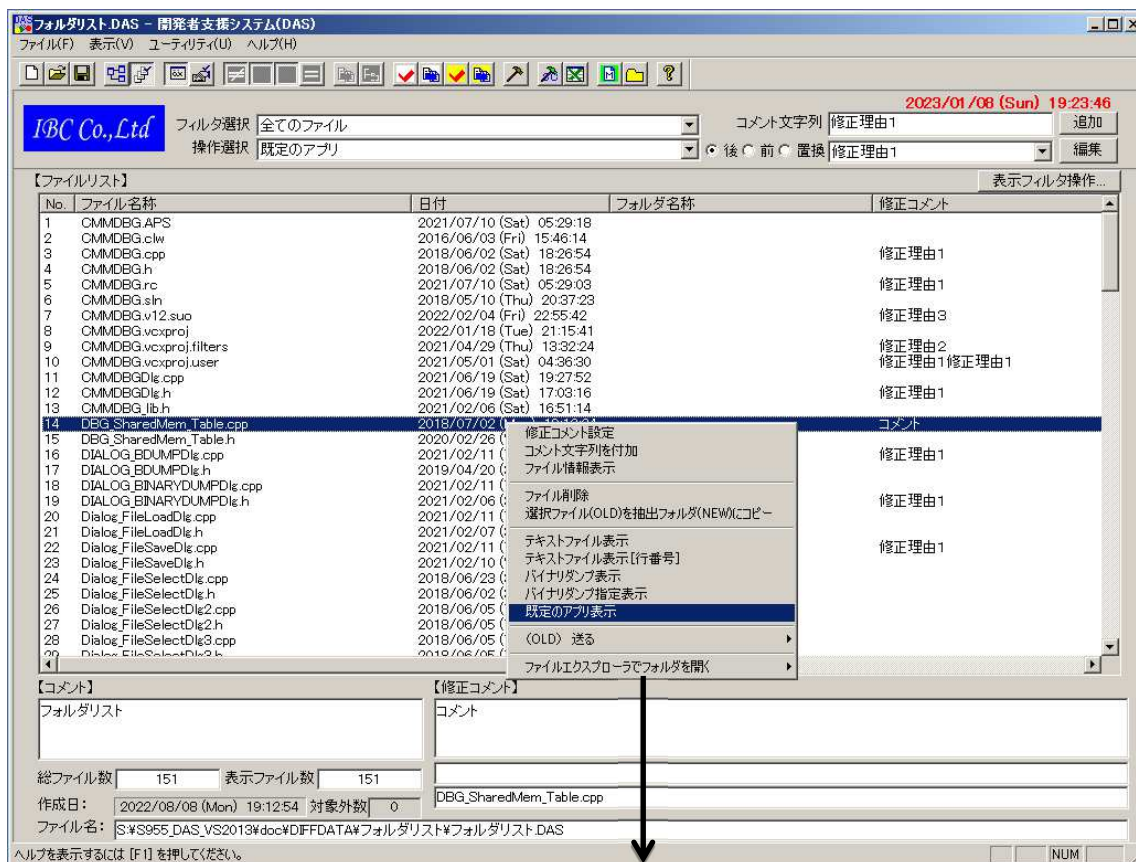 フォルダリスト.DAS - 開発者支援システム(DAS)
ファイル(F) 表示(V) ユーティリティ(U) ヘルプ(H)
2023/01/08 (Sun) 19:23:46
IBC Co.,Ltd
フィルタ選択 全てのファイル コメント文字列 修正理由1 追加
操作選択 既定のアプリ 後 前 置換 修正理由1 編集
【ファイルリスト】 表示フィルタ操作...
No. ファイル名称 日付 フォルダ名称 修正コメント
1 CMMDBG.APS 2021/07/10 (Sat) 05:29:18
2 CMMDBG.clw 2016/06/03 (Fri) 15:46:14
3 CMMDBG.cpp 2018/06/02 (Sat) 18:26:54 修正理由1
4 CMMDBG.h 2018/06/02 (Sat) 18:26:54
5 CMMDBG.rc 2021/07/10 (Sat) 05:29:03 修正理由1
6 CMMDBG.sln 2018/05/10 (Thu) 20:37:23
7 CMMDBG.v12.suo 2022/02/04 (Fri) 22:55:42 修正理由3
8 CMMDBG.vcxproj 2022/01/18 (Tue) 21:15:41
9 CMMDBG.vcxproj.filters 2021/04/29 (Thu) 13:32:24 修正理由2
10 CMMDBG.vcxproj.user 2021/05/01 (Sat) 04:36:30 修正理由1修正理由1
11 CMMDBGDlg.cpp 2021/06/19 (Sat) 19:27:52
12 CMMDBGDlg.h 2021/06/19 (Sat) 17:03:16 修正理由1
13 CMMDBG_lib.h 2021/02/06 (Sat) 16:51:14
14 DBG_SharedMem_Table.cpp 2018/07/02 コメント
15 DBG_SharedMem_Table.h 2020/02/26
16 DIALOG_BDUMPDlg.cpp 2021/02/11 修正理由1
17 DIALOG_BDUMPDlg.h 2019/04/20
18 DIALOG_BINARYDUMPDlg.cpp 2021/02/11
19 DIALOG_BINARYDUMPDlg.h 2021/02/06 修正理由1
20 Dialog_FileLoadDlg.cpp 2021/02/11
21 Dialog_FileLoadDlg.h 2021/02/07
22 Dialog_FileSaveDlg.cpp 2021/02/11 修正理由1
23 Dialog_FileSaveDlg.h 2021/02/10
24 Dialog_FileSelectDlg.cpp 2018/06/23
25 Dialog_FileSelectDlg.h 2018/06/02
26 Dialog_FileSelectDlg2.cpp 2018/06/05
27 Dialog_FileSelectDlg2.h 2018/06/05
28 Dialog_FileSelectDlg3.cpp 2018/06/05
29 Dialog_FileSelectDlg3.h 2018/06/05
修正コメント設定
コメント文字列を付加
ファイル情報表示
ファイル削除
選択ファイル(OLD)を抽出フォルダ(NEW)にコピー
テキストファイル表示
テキストファイル表示[行番号]
バイナリダンプ表示
バイナリダンプ指定表示
既定のアプリ表示
(OLD) 送る
ファイルエクスプローラでフォルダを開く
【コメント】 【修正コメント】
フォルダリスト コメント
総ファイル数 151 表示ファイル数 151
作成日: 2022/08/08 (Mon) 19:12:54 対象外数 0 DBG_SharedMem_Table.cpp
ファイル名: S:¥S955_DAS_VS2013¥doc¥DIFFDATA¥フォルダリスト¥フォルダリスト.DAS
ヘルプを表示するには [F1] を押してください。 NUM